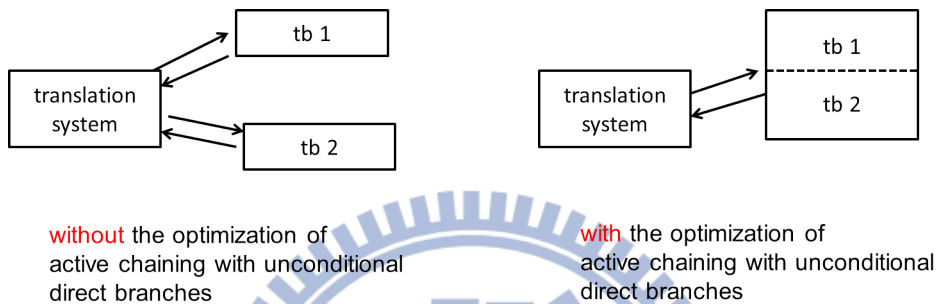 tb 1
translation
system
tb 2
without the optimization of
active chaining with unconditional
direct branches
tb 1
translation
system
tb 2
with the optimization of
active chaining with unconditional
direct branches